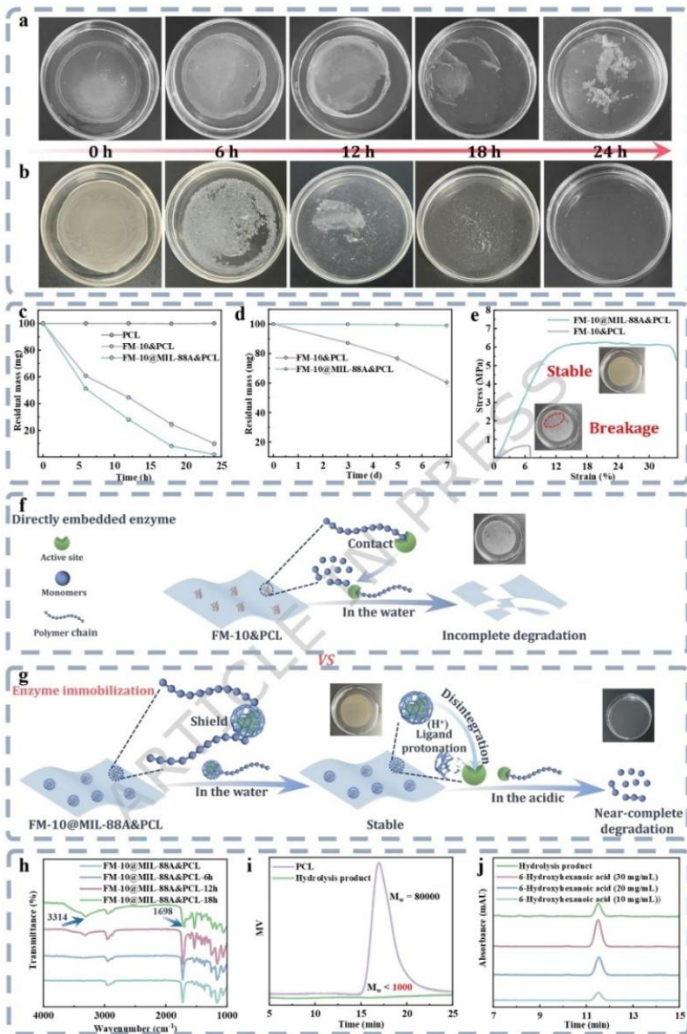 a
0 h 6 h 12 h 18 h 24 h
b
c
Residual mass (mg)
100
80
60
40
20
PCL
FM-10&PCL
FM-10@MIL-88A&PCL
0 6 12 18 24
Time (h)
d
Residual mass (mg)
100
80
60
40
20
FM-10&PCL
FM-10@MIL-88A&PCL
0 1 2 3 4 5 6 7
Time (d)
e
FM-10@MIL-88A&PCL
FM-10&PCL
Stress (MPa)
8
7
6
5
4
3
2
1
0
Stable
Breakage
0 6 12 18 24 30
Strain (%)
f
Directly embedded enzyme
Active site
Monomers
Polymer chain
Contact
FM-10&PCL
In the water
Incomplete degradation
VS
g
Enzyme immobilization
Shield
FM-10@MIL-88A&PCL
In the water
Stable
(H⁺)
Ligand
protonation
Disintegration
In the acidic
Near-complete
degradation
ARTICLE IN PRESS
h
FM-10@MIL-88A&PCL
FM-10@MIL-88A&PCL-6h
FM-10@MIL-88A&PCL-12h
FM-10@MIL-88A&PCL-18h
3314
1698
Transmittance (%)
4000 3000 2000 1000
Wavenumber (cm⁻¹)
i
PCL
Hydrolysis product
Mw = 80000
Mw < 1000
MV
5 10 15 20 25
Time (min)
j
Hydrolysis product
6-Hydroxyhexanoic acid (30 mg/mL)
6-Hydroxyhexanoic acid (20 mg/mL)
6-Hydroxyhexanoic acid (10 mg/mL))
Absorbance (mAU)
7 9 11 13 15
Time (min)